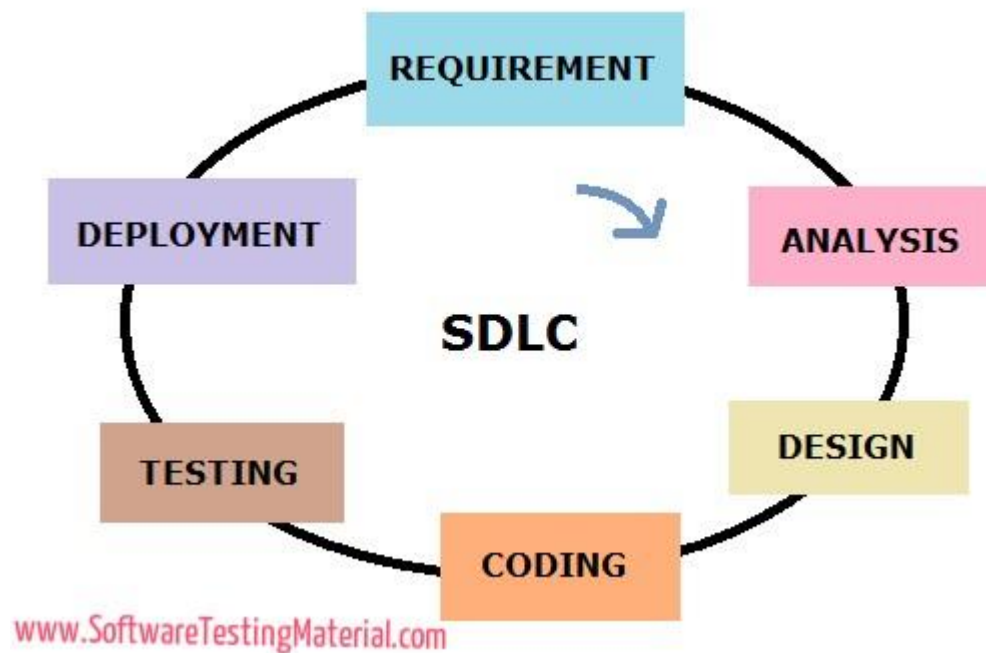 REQUIREMENT
ANALYSIS
DESIGN
CODING
TESTING
DEPLOYMENT
SDLC
www.SoftwareTestingMaterial.com